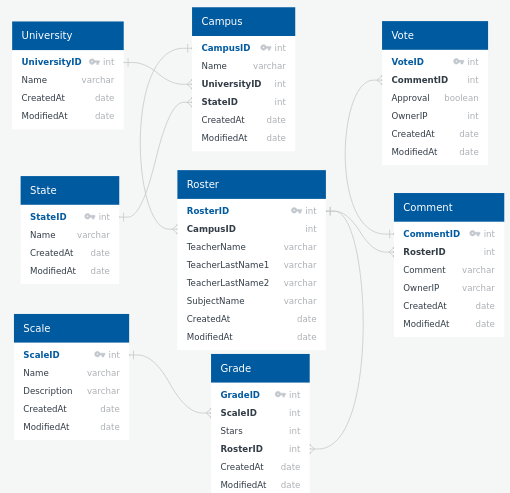 University
UniversityID int
Name varchar
CreatedAt date
ModifiedAt date
Campus
CampusID int
Name varchar
UniversityID int
StateID int
CreatedAt date
ModifiedAt date
Vote
VoteID int
CommentID int
Approval boolean
OwnerIP int
CreatedAt date
ModifiedAt date
State
StateID int
Name varchar
CreatedAt date
ModifiedAt date
Roster
RosterID int
CampusID int
TeacherName varchar
TeacherLastName1 varchar
TeacherLastName2 varchar
SubjectName varchar
CreatedAt date
ModifiedAt date
Comment
CommentID int
RosterID int
Comment varchar
OwnerIP varchar
CreatedAt date
ModifiedAt date
Scale
ScaleID int
Name varchar
Description varchar
CreatedAt date
ModifiedAt date
Grade
GradeID int
ScaleID int
Stars int
RosterID int
CreatedAt date
ModifiedAt date